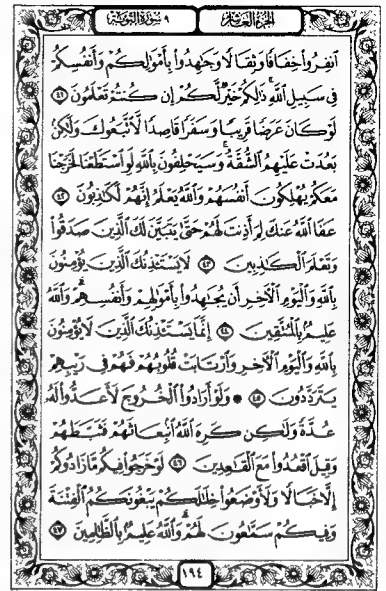 الجزء العاشر
٩ سورة التوبة
ٱنفِرُوا۟ خِفَافًا وَثِقَالًا وَجَٰهِدُوا۟ بِأَمْوَٰلِكُمْ وَأَنفُسِكُمْ
فِى سَبِيلِ ٱللَّهِ ۚ ذَٰلِكُمْ خَيْرٌ لَّكُمْ إِن كُنتُمْ تَعْلَمُونَ ٤١
لَوْ كَانَ عَرَضًا قَرِيبًا وَسَفَرًا قَاصِدًا لَّٱتَّبَعُوكَ وَلَٰكِنۢ
بَعُدَتْ عَلَيْهِمُ ٱلشُّقَّةُ ۚ وَسَيَحْلِفُونَ بِٱللَّهِ لَوِ ٱسْتَطَعْنَا لَخَرَجْنَا
مَعَكُمْ يُهْلِكُونَ أَنفُسَهُمْ وَٱللَّهُ يَعْلَمُ إِنَّهُمْ لَكَٰذِبُونَ ٤٢
عَفَا ٱللَّهُ عَنكَ لِمَ أَذِنتَ لَهُمْ حَتَّىٰ يَتَبَيَّنَ لَكَ ٱلَّذِينَ صَدَقُوا۟
وَتَعْلَمَ ٱلْكَٰذِبِينَ ٤٣ لَا يَسْتَـْٔذِنُكَ ٱلَّذِينَ يُؤْمِنُونَ
بِٱللَّهِ وَٱلْيَوْمِ ٱلْءَاخِرِ أَن يُجَٰهِدُوا۟ بِأَمْوَٰلِهِمْ وَأَنفُسِهِمْ ۗ وَٱللَّهُ
عَلِيمٌۢ بِٱلْمُتَّقِينَ ٤٤ إِنَّمَا يَسْتَـْٔذِنُكَ ٱلَّذِينَ لَا يُؤْمِنُونَ
بِٱللَّهِ وَٱلْيَوْمِ ٱلْءَاخِرِ وَٱرْتَابَتْ قُلُوبُهُمْ فَهُمْ فِى رَيْبِهِمْ
يَتَرَدَّدُونَ ٤٥ ۞ وَلَوْ أَرَادُوا۟ ٱلْخُرُوجَ لَأَعَدُّوا۟ لَهُۥ
عُدَّةً وَلَٰكِن كَرِهَ ٱللَّهُ ٱنۢبِعَاثَهُمْ فَثَبَّطَهُمْ
وَقِيلَ ٱقْعُدُوا۟ مَعَ ٱلْقَٰعِدِينَ ٤٦ لَوْ خَرَجُوا۟ فِيكُم مَّا زَادُوكُمْ
إِلَّا خَبَالًا وَلَأَوْضَعُوا۟ خِلَٰلَكُمْ يَبْغُونَكُمُ ٱلْفِتْنَةَ
وَفِيكُمْ سَمَّٰعُونَ لَهُمْ ۗ وَٱللَّهُ عَلِيمٌۢ بِٱلظَّٰلِمِينَ ٤٧
١٩٤